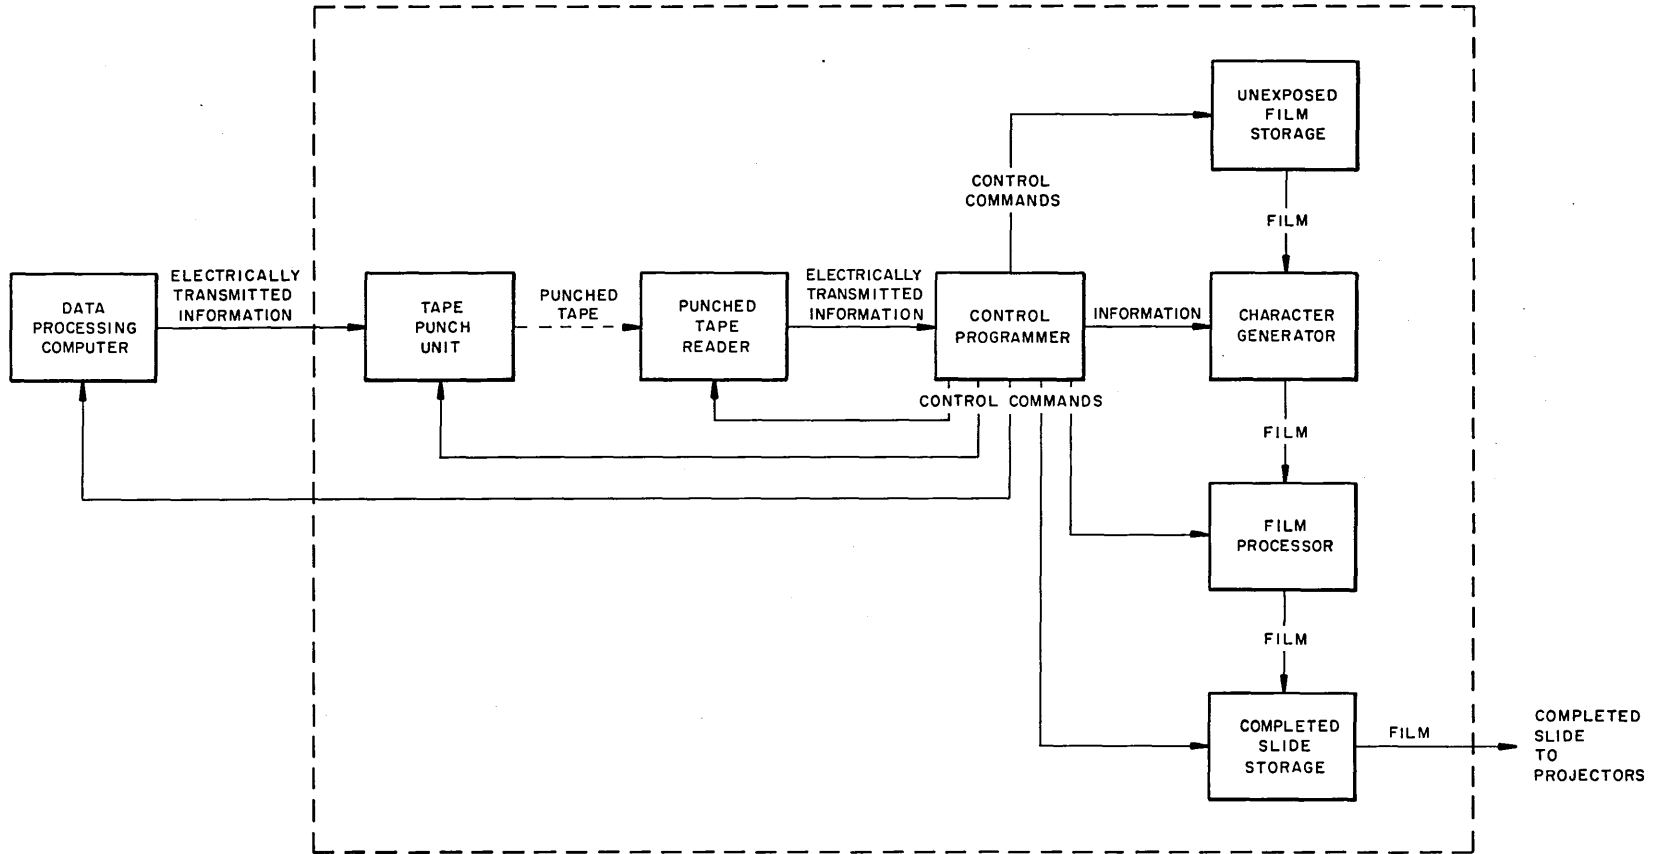 UNEXPOSED
FILM
STORAGE
CONTROL
COMMANDS
FILM
ELECTRICALLY
TRANSMITTED
INFORMATION
DATA
PROCESSING
COMPUTER
TAPE
PUNCH
UNIT
PUNCHED
TAPE
PUNCHED
TAPE
READER
ELECTRICALLY
TRANSMITTED
INFORMATION
CONTROL
PROGRAMMER
INFORMATION
CHARACTER
GENERATOR
CONTROL COMMANDS
FILM
FILM
PROCESSOR
FILM
COMPLETED
SLIDE
STORAGE
FILM
COMPLETED
SLIDE
TO
PROJECTORS